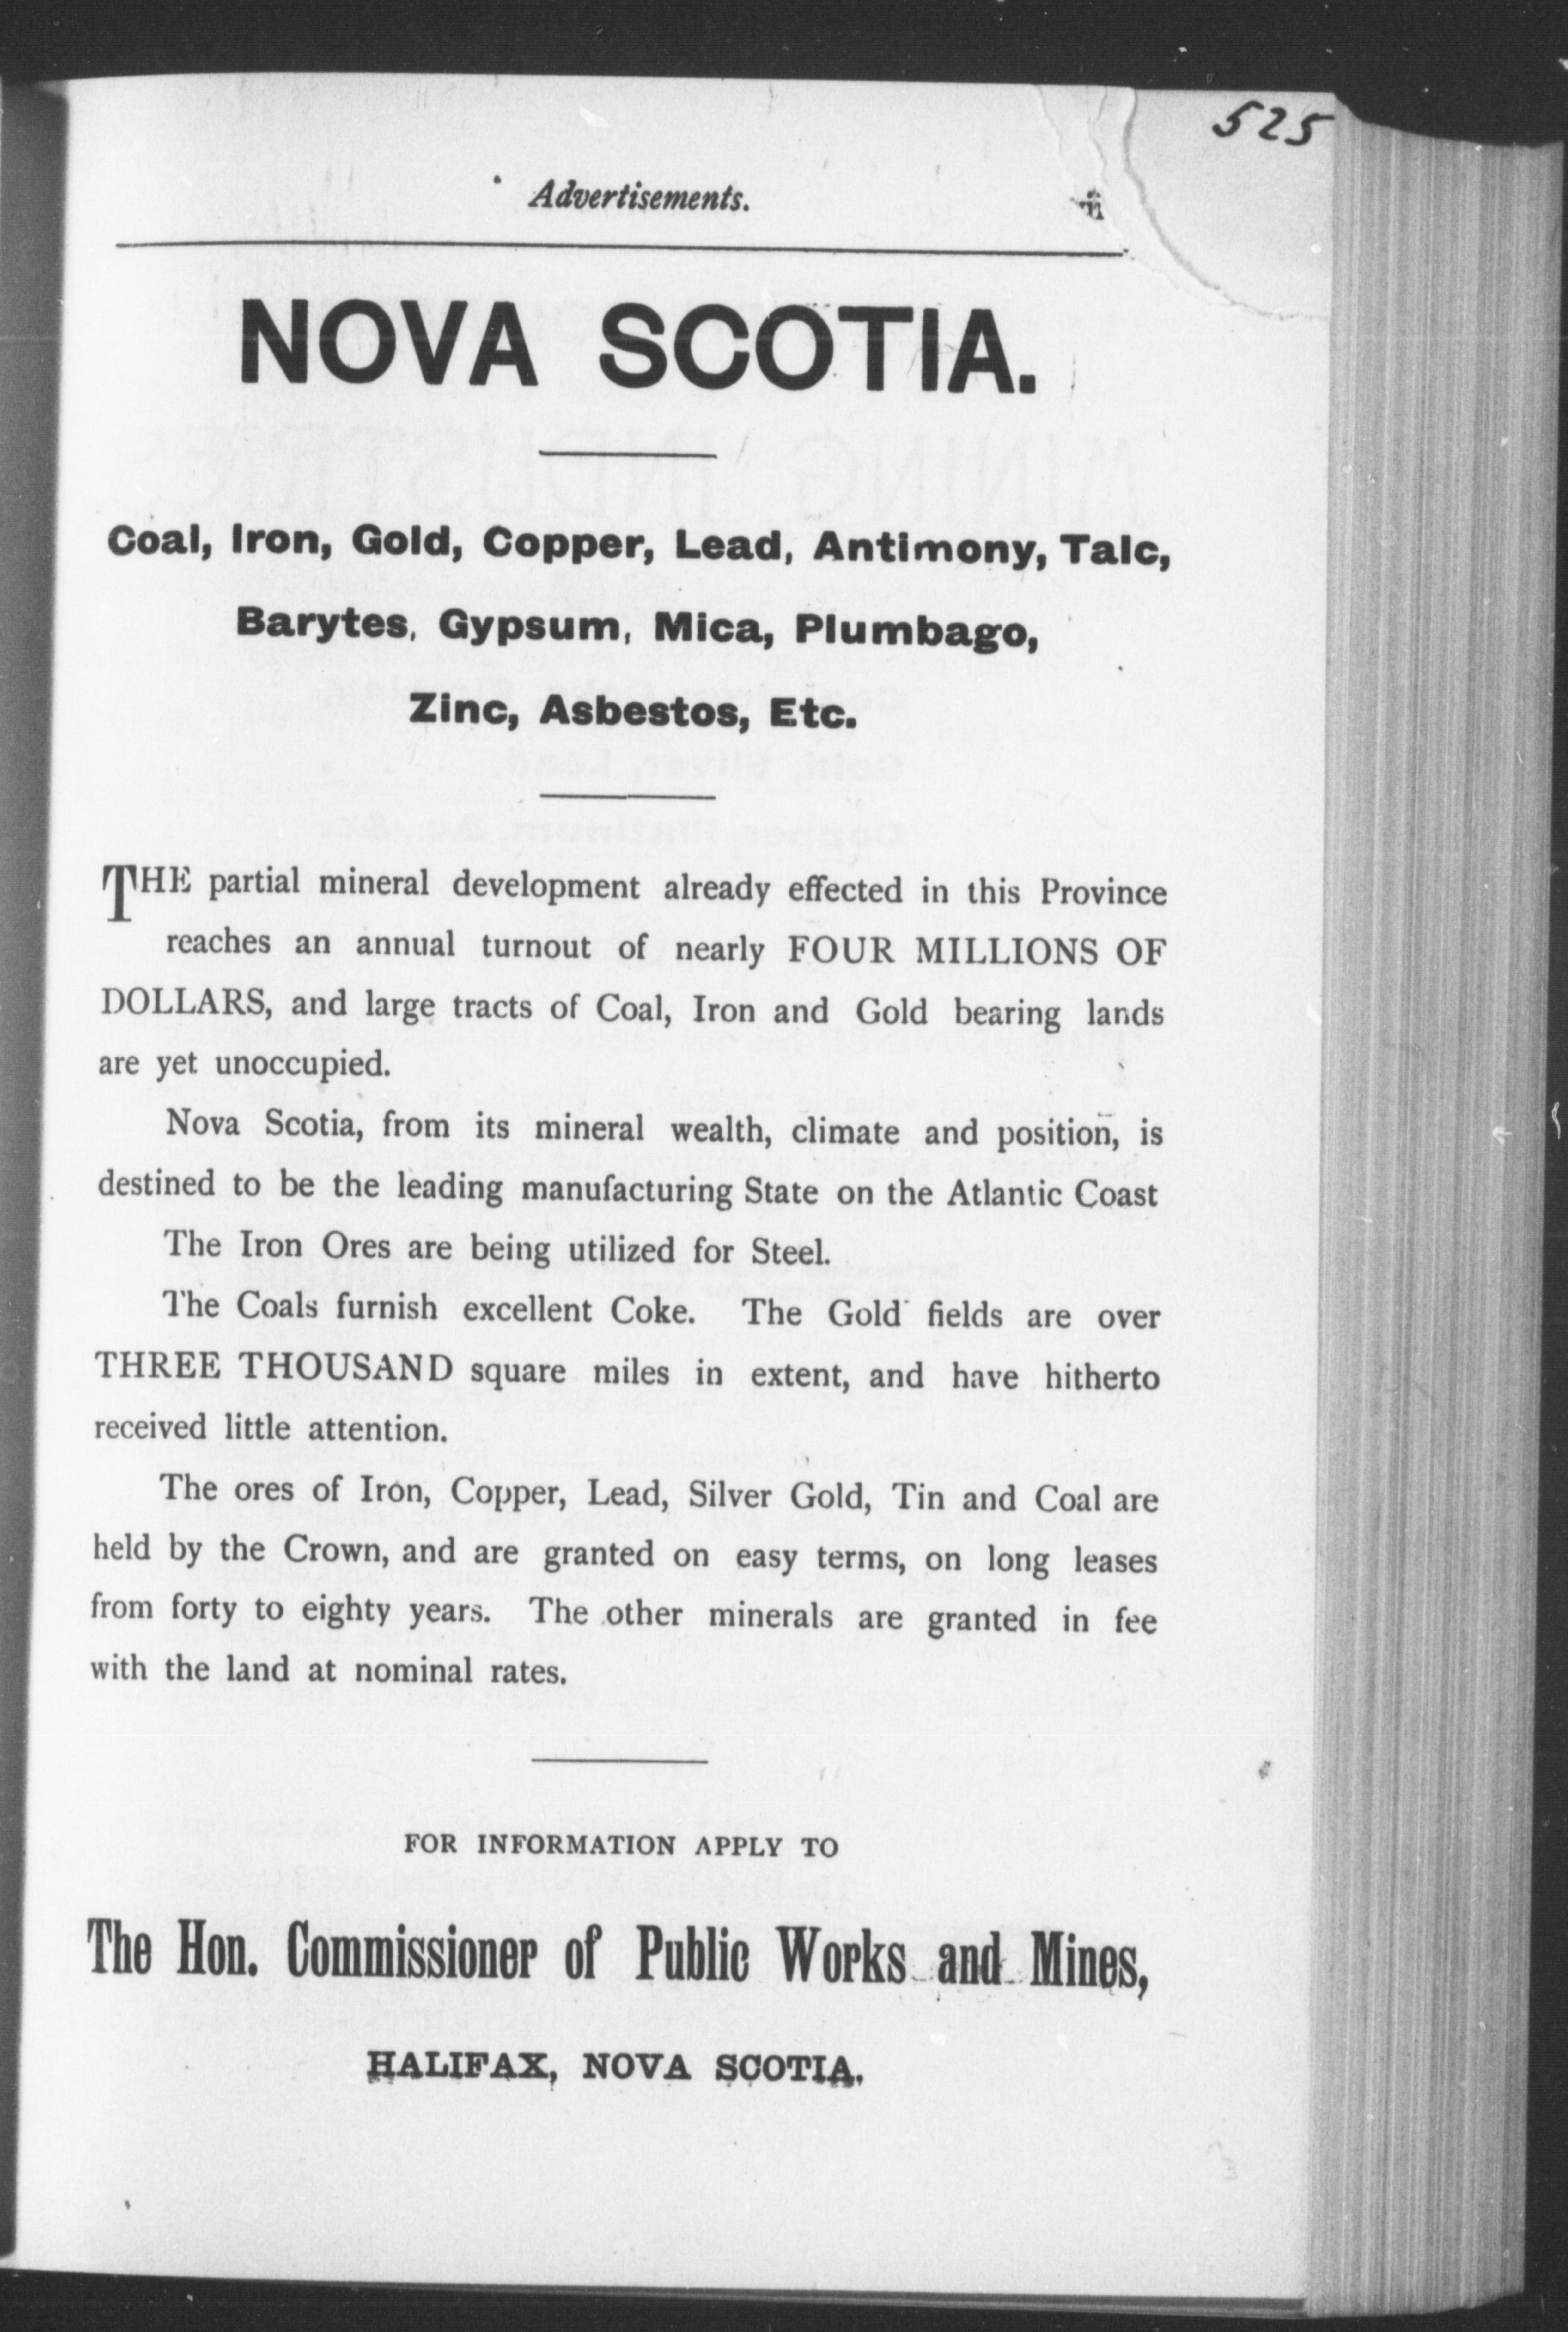 525
Advertisements.
NOVA SCOTIA.
Coal, Iron, Gold, Copper, Lead, Antimony, Talc,
Barytes, Gypsum, Mica, Plumbago,
Zinc, Asbestos, Etc.
THE partial mineral development already effected in this Province
reaches an annual turnout of nearly FOUR MILLIONS OF
DOLLARS, and large tracts of Coal, Iron and Gold bearing lands
are yet unoccupied.
Nova Scotia, from its mineral wealth, climate and position, is
destined to be the leading manufacturing State on the Atlantic Coast
The Iron Ores are being utilized for Steel.
The Coals furnish excellent Coke. The Gold fields are over
THREE THOUSAND square miles in extent, and have hitherto
received little attention.
The ores of Iron, Copper, Lead, Silver Gold, Tin and Coal are
held by the Crown, and are granted on easy terms, on long leases
from forty to eighty years. The other minerals are granted in fee
with the land at nominal rates.
FOR INFORMATION APPLY TO
The Hon. Commissioner of Public Works and Mines,
HALIFAX, NOVA SCOTIA.